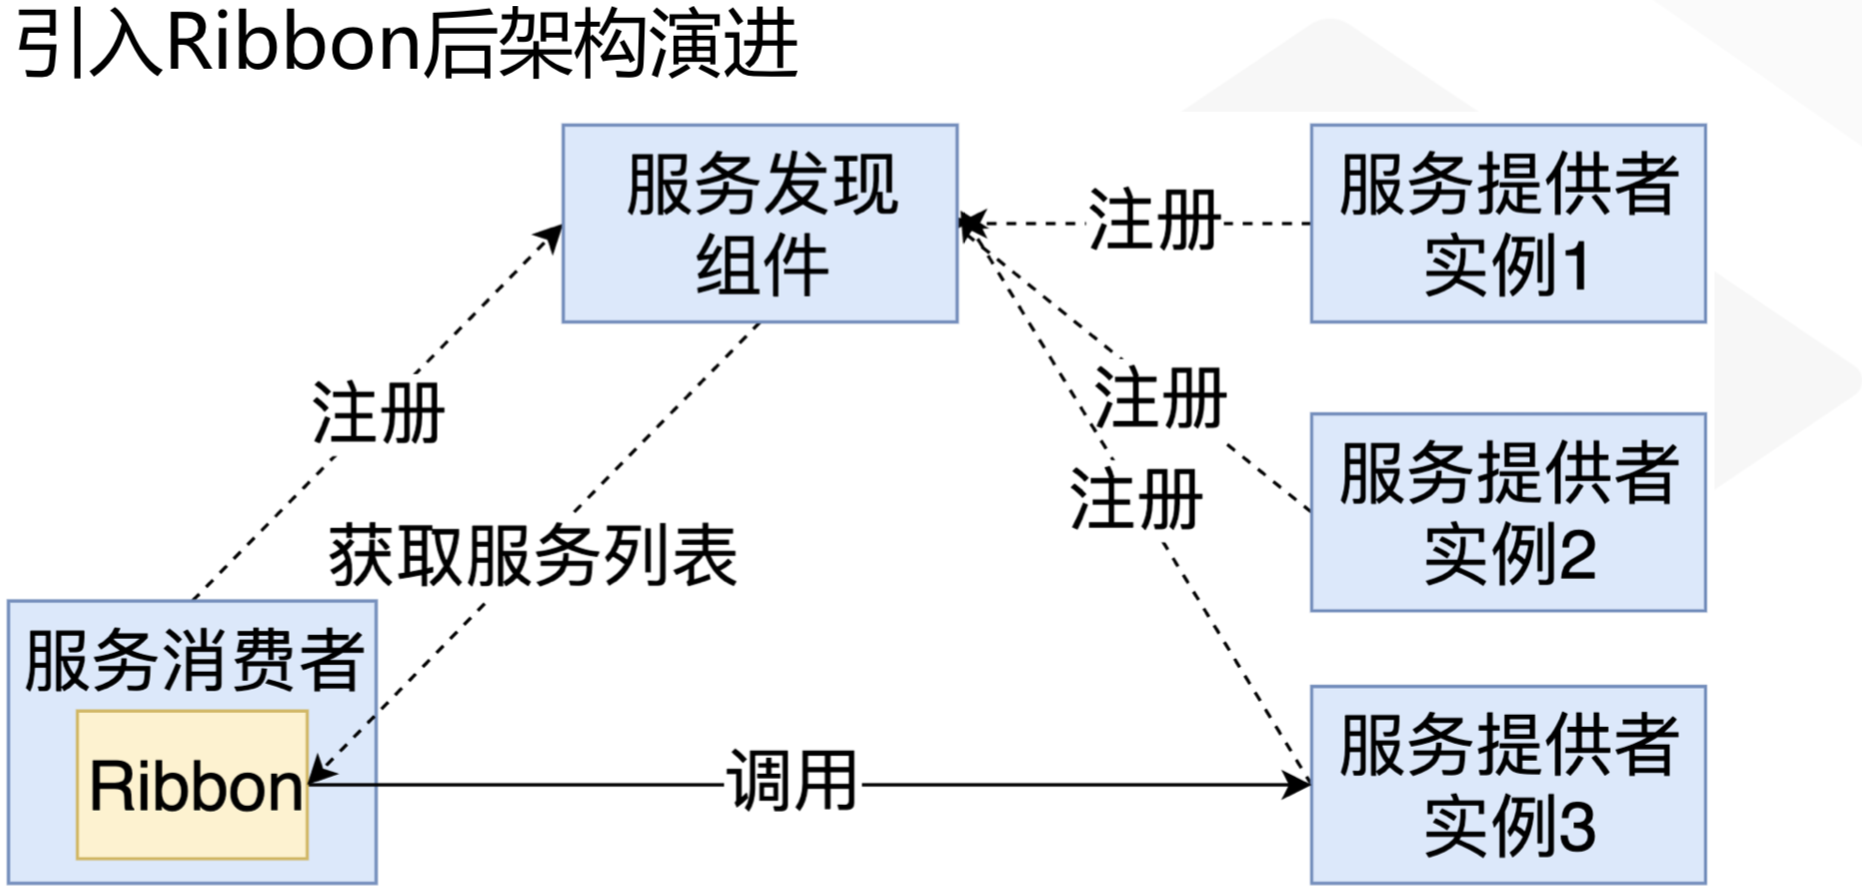 引入Ribbon后架构演进
服务发现
组件
注册
服务提供者
实例1
注册
注册
服务提供者
实例2
注册
获取服务列表
服务消费者
Ribbon
调用
服务提供者
实例3